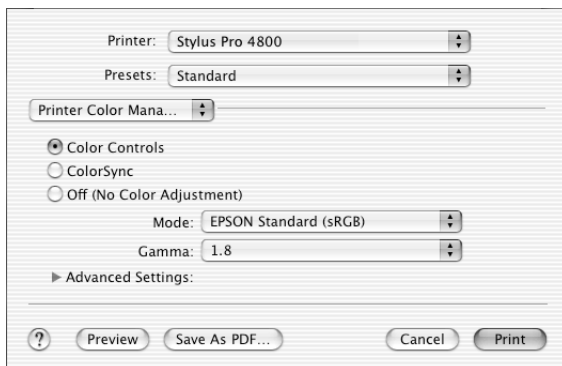 Printer: Stylus Pro 4800
Presets: Standard
Printer Color Mana...
Color Controls
ColorSync
Off (No Color Adjustment)
Mode: EPSON Standard (sRGB)
Gamma: 1.8
Advanced Settings:
? Preview Save As PDF... Cancel Print